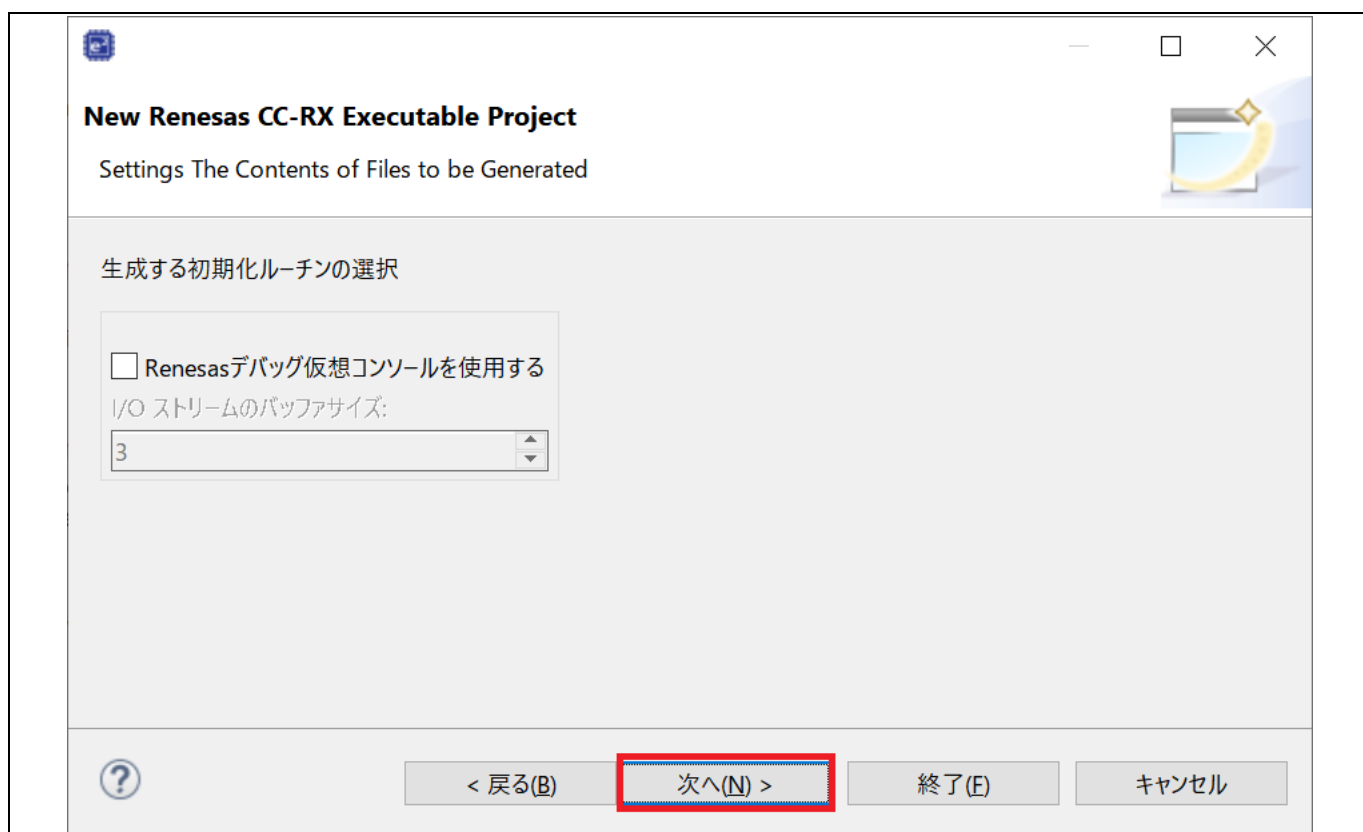 e²
New Renesas CC-RX Executable Project
Settings The Contents of Files to be Generated
生成する初期化ルーチンの選択
Renesasデバッグ仮想コンソールを使用する
I/O ストリームのバッファサイズ:
3
?
< 戻る(B)
次へ(N) >
終了(F)
キャンセル